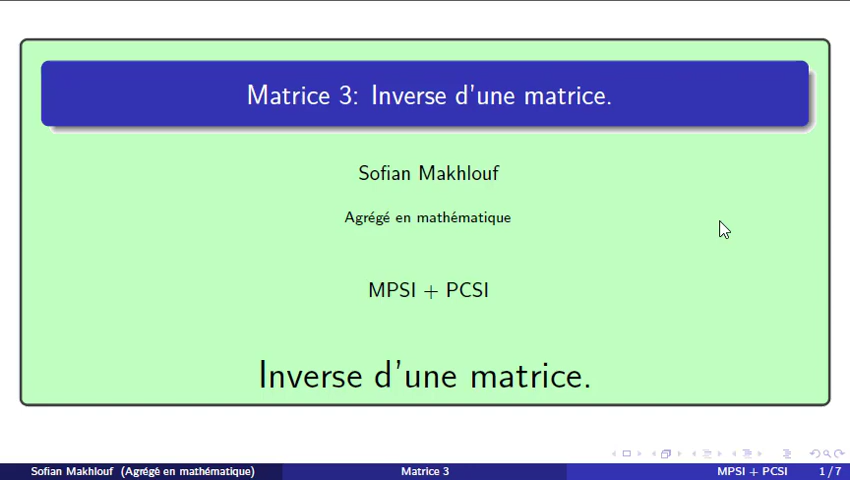 Matrice 3: Inverse d'une matrice.
Sofian Makhlouf
Agrégé en mathématique
MPSI + PCSI
Inverse d'une matrice.
Sofian Makhlouf (Agrégé en mathématique) Matrice 3 MPSI + PCSI 1 / 7